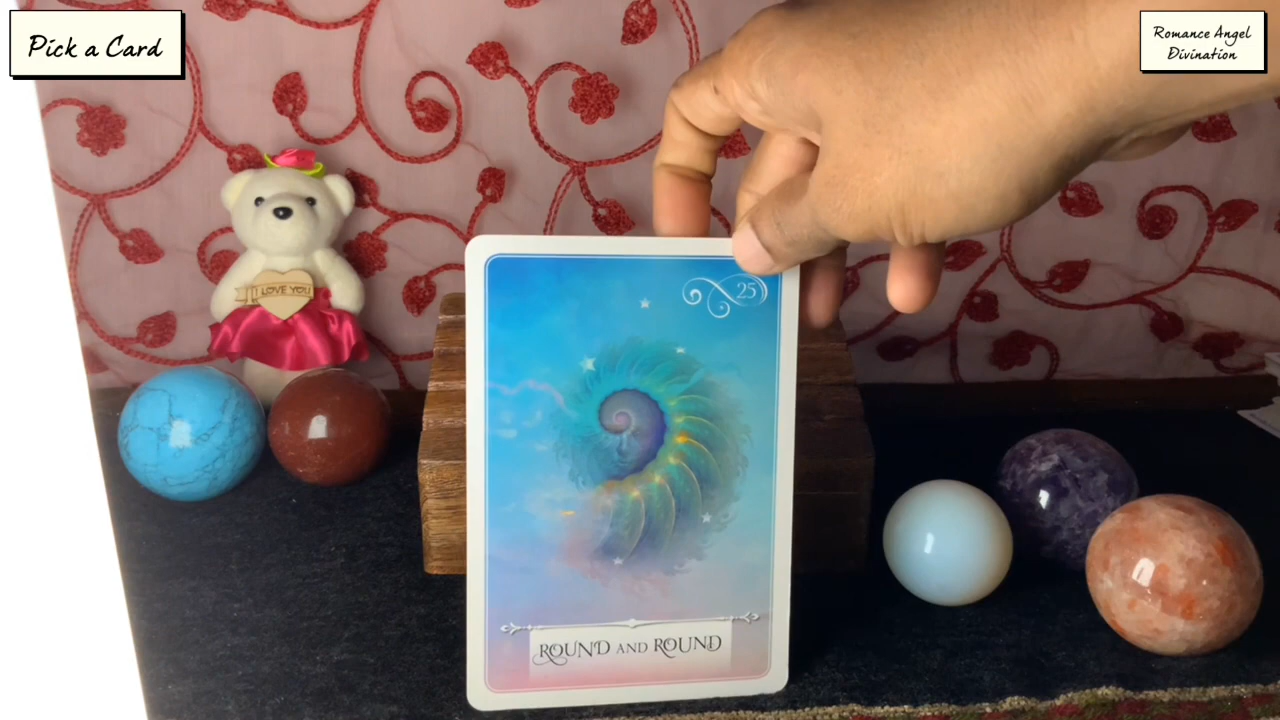 Pick a Card
Romance Angel
Divination
I LOVE YOU
25
ROUND AND ROUND